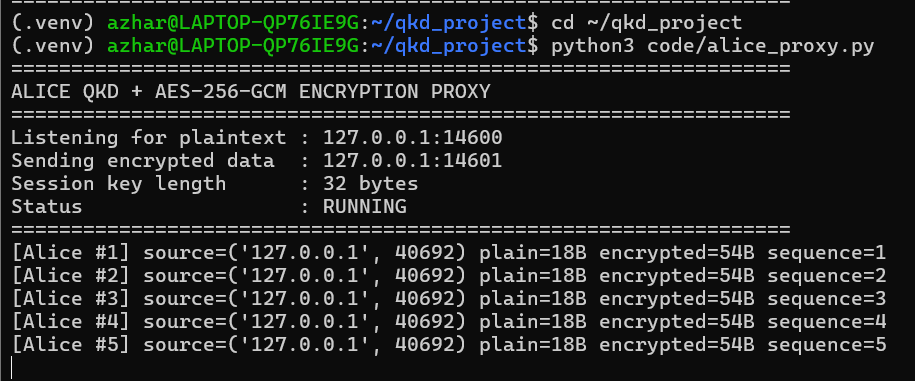 (.venv) azhar@LAPTOP-QP76IE9G:~/qkd_project$ cd ~/qkd_project
(.venv) azhar@LAPTOP-QP76IE9G:~/qkd_project$ python3 code/alice_proxy.py
=================================================================
ALICE QKD + AES-256-GCM ENCRYPTION PROXY
=================================================================
Listening for plaintext : 127.0.0.1:14600
Sending encrypted data  : 127.0.0.1:14601
Session key length      : 32 bytes
Status                  : RUNNING
=================================================================
[Alice #1] source=('127.0.0.1', 40692) plain=18B encrypted=54B sequence=1
[Alice #2] source=('127.0.0.1', 40692) plain=18B encrypted=54B sequence=2
[Alice #3] source=('127.0.0.1', 40692) plain=18B encrypted=54B sequence=3
[Alice #4] source=('127.0.0.1', 40692) plain=18B encrypted=54B sequence=4
[Alice #5] source=('127.0.0.1', 40692) plain=18B encrypted=54B sequence=5